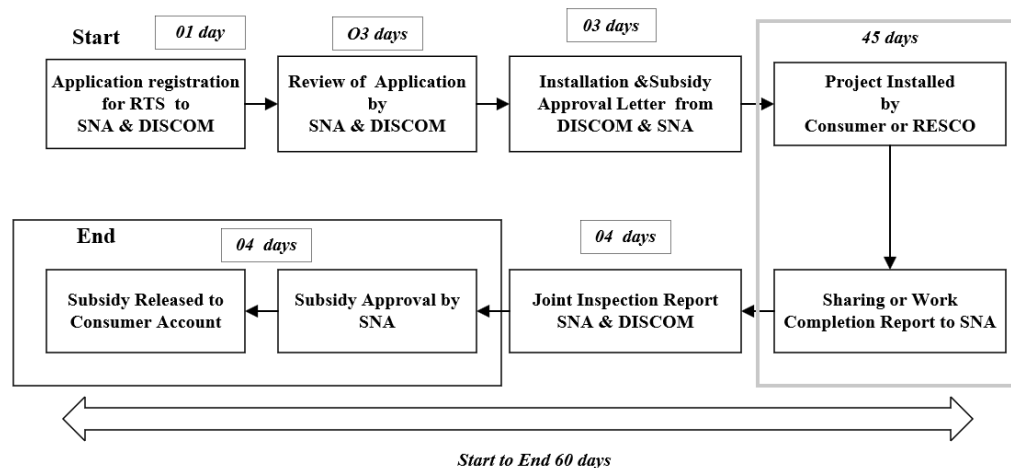 Start
01 day
O3 days
03 days
45 days
Application registration
for RTS to
SNA & DISCOM
Review of Application
by
SNA & DISCOM
Installation &Subsidy
Approval Letter from
DISCOM & SNA
Project Installed
by
Consumer or RESCO
End
04 days
04 days
Subsidy Released to
Consumer Account
Subsidy Approval by
SNA
Joint Inspection Report
SNA & DISCOM
Sharing or Work
Completion Report to SNA
Start to End 60 days